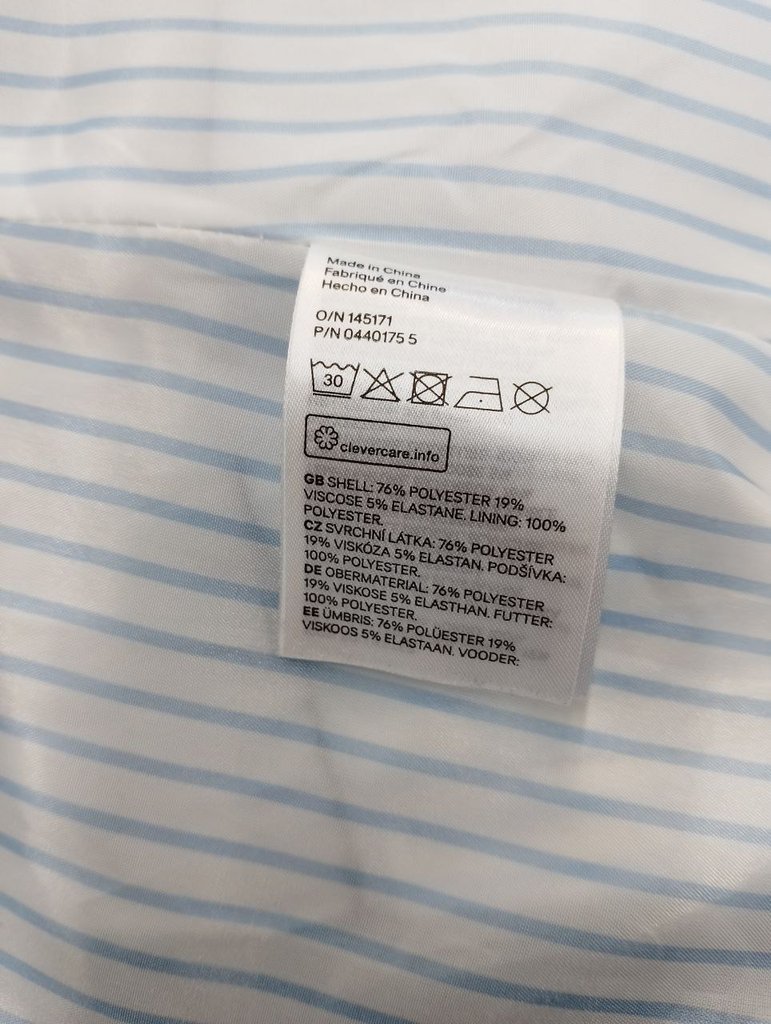 Made in China
Fabriqué en Chine
Hecho en China
O/N 145171
P/N 0440175 5
30
clevercare.info
GB SHELL: 76% POLYESTER 19%
VISCOSE 5% ELASTANE. LINING: 100%
POLYESTER.
CZ SVRCHNÍ LÁTKA: 76% POLYESTER
19% VISKÓZA 5% ELASTAN. PODŠÍVKA:
100% POLYESTER.
DE OBERMATERIAL: 76% POLYESTER
19% VISKOSE 5% ELASTHAN. FUTTER:
100% POLYESTER.
EE ÜMBRIS: 76% POLÜESTER 19%
VISKOOS 5% ELASTAAN. VOODER: